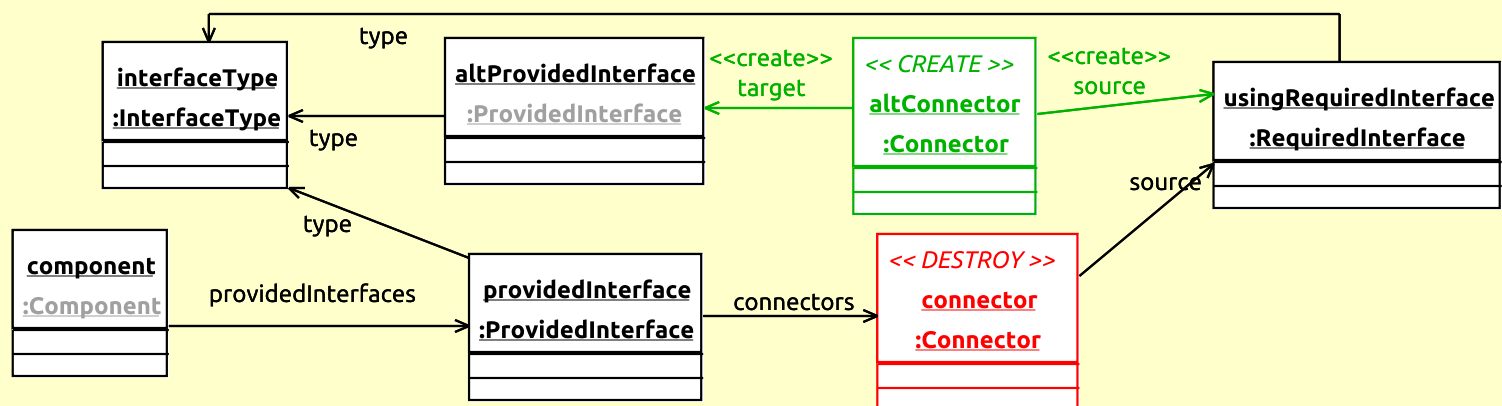 type
interfaceType
:InterfaceType
type
altProvidedInterface
:ProvidedInterface
<<create>>
target
<< CREATE >>
altConnector
:Connector
<<create>>
source
usingRequiredInterface
:RequiredInterface
source
type
component
:Component
providedInterfaces
providedInterface
:ProvidedInterface
connectors
<< DESTROY >>
connector
:Connector